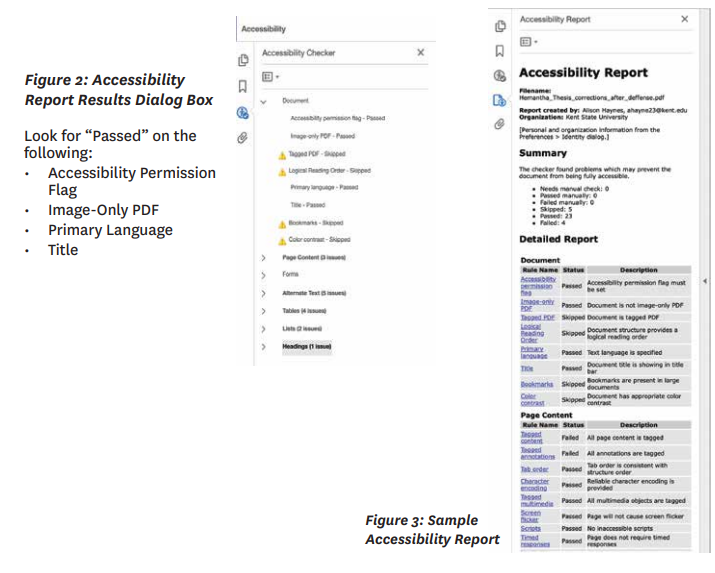 Figure 2: Accessibility
Report Results Dialog Box
Look for “Passed” on the
following:
• Accessibility Permission
Flag
• Image-Only PDF
• Primary Language
• Title
Accessibility
Accessibility Checker
Document
Accessibility permission flag - Passed
Image-only PDF - Passed
Tagged PDF - Skipped
Logical Reading Order - Skipped
Primary language - Passed
Title - Passed
Bookmarks - Skipped
Color contrast - Skipped
Page Content (3 issues)
Forms
Alternate Text (5 issues)
Tables (4 issues)
Lists (2 issues)
Headings (1 issue)
Accessibility Report
Accessibility Report
Filename:
Hemantha_Thesis_corrections_after_deffense.pdf
Report created by: Alison Haynes, ahayne23@kent.edu
Organization: Kent State University
[Personal and organization information from the
Preferences > Identity dialog.]
Summary
The checker found problems which may prevent the
document from being fully accessible.
• Needs manual check: 0
• Passed manually: 0
• Failed manually: 0
• Skipped: 5
• Passed: 23
• Failed: 4
Detailed Report
Document
Rule Name Status Description
Accessibility permission flag Passed Accessibility permission flag must be set
Image-only PDF Passed Document is not image-only PDF
Tagged PDF Skipped Document is tagged PDF
Logical Reading Order Skipped Document structure provides a logical reading order
Primary language Passed Text language is specified
Title Passed Document title is showing in title bar
Bookmarks Skipped Bookmarks are present in large documents
Color contrast Skipped Document has appropriate color contrast
Page Content
Rule Name Status Description
Tagged content Failed All page content is tagged
Tagged annotations Failed All annotations are tagged
Tab order Passed Tab order is consistent with structure order
Character encoding Passed Reliable character encoding is provided
Tagged multimedia Passed All multimedia objects are tagged
Screen flicker Passed Page will not cause screen flicker
Scripts Passed No inaccessible scripts
Timed responses Passed Page does not require timed responses
Figure 3: Sample
Accessibility Report